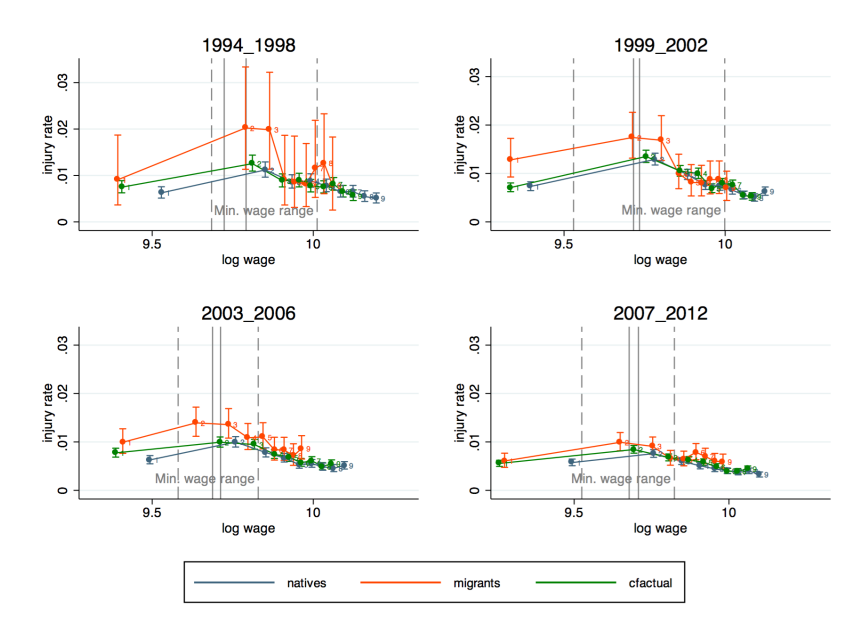 1994_1998
injury rate
0
.01
.02
.03
Min. wage range
9.5
10
log wage
1999_2002
injury rate
0
.01
.02
.03
Min. wage range
9.5
10
log wage
2003_2006
injury rate
0
.01
.02
.03
Min. wage range
9.5
10
log wage
2007_2012
injury rate
0
.01
.02
.03
Min. wage range
9.5
10
log wage
natives
migrants
cfactual